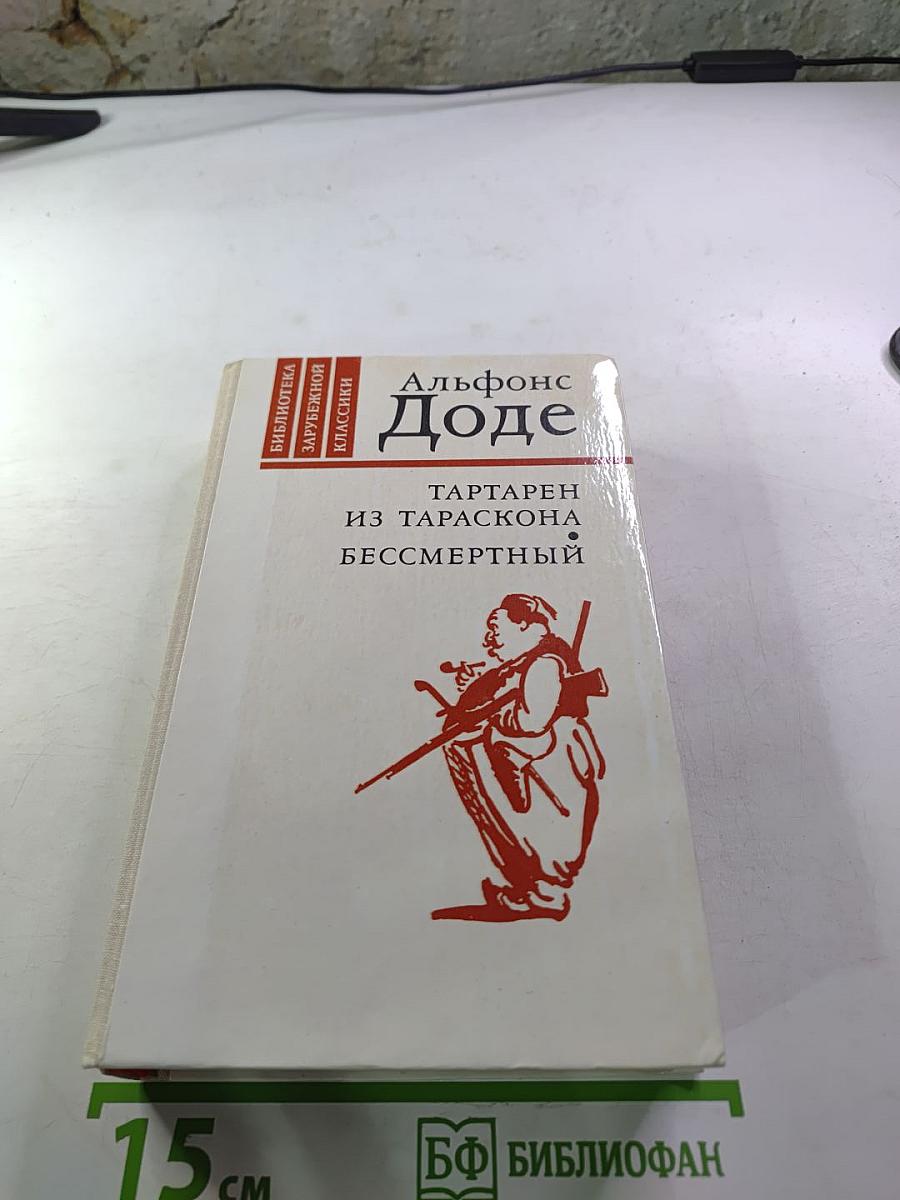 БИБЛИОТЕКА
ЗАРУБЕЖНОЙ
КЛАССИКИ
Альфонс
Доде
ТАРТАРЕН
ИЗ ТАРАСКОНА
•
БЕССМЕРТНЫЙ
15 см
БФ БИБЛИОФАН